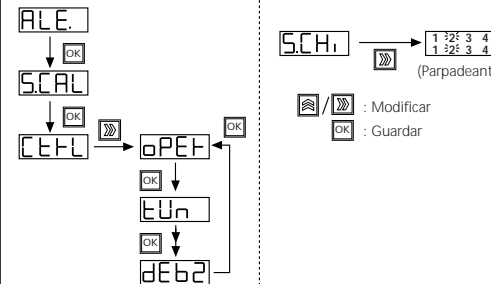 ALE.
OK
S.CAL
OK
CtrL
oPEr
OK
OK
tUn
OK
dEb2
S.CHi
1 2 3 4
1 2 3 4
(Parpadeant
/ : Modificar
OK : Guardar